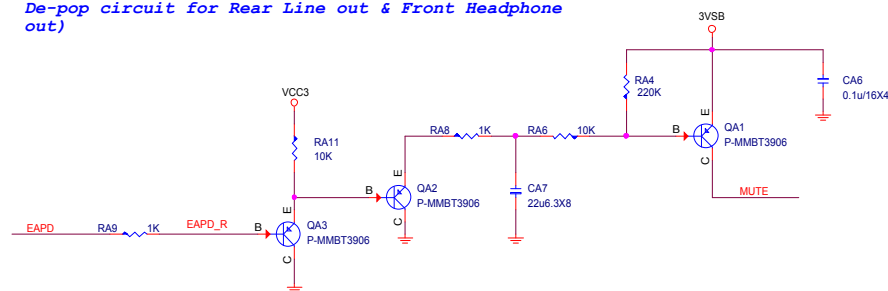 De-pop circuit for Rear Line out & Front Headphone
out)
3VSB
RA4
220K
CA6
0.1u/16X4
VCC3
RA11
10K
RA8 1K
RA6 10K
B E C
QA1
P-MMBT3906
MUTE
B E C
QA2
P-MMBT3906
CA7
22u6.3X8
EAPD
RA9 1K
EAPD_R
B E C
QA3
P-MMBT3906